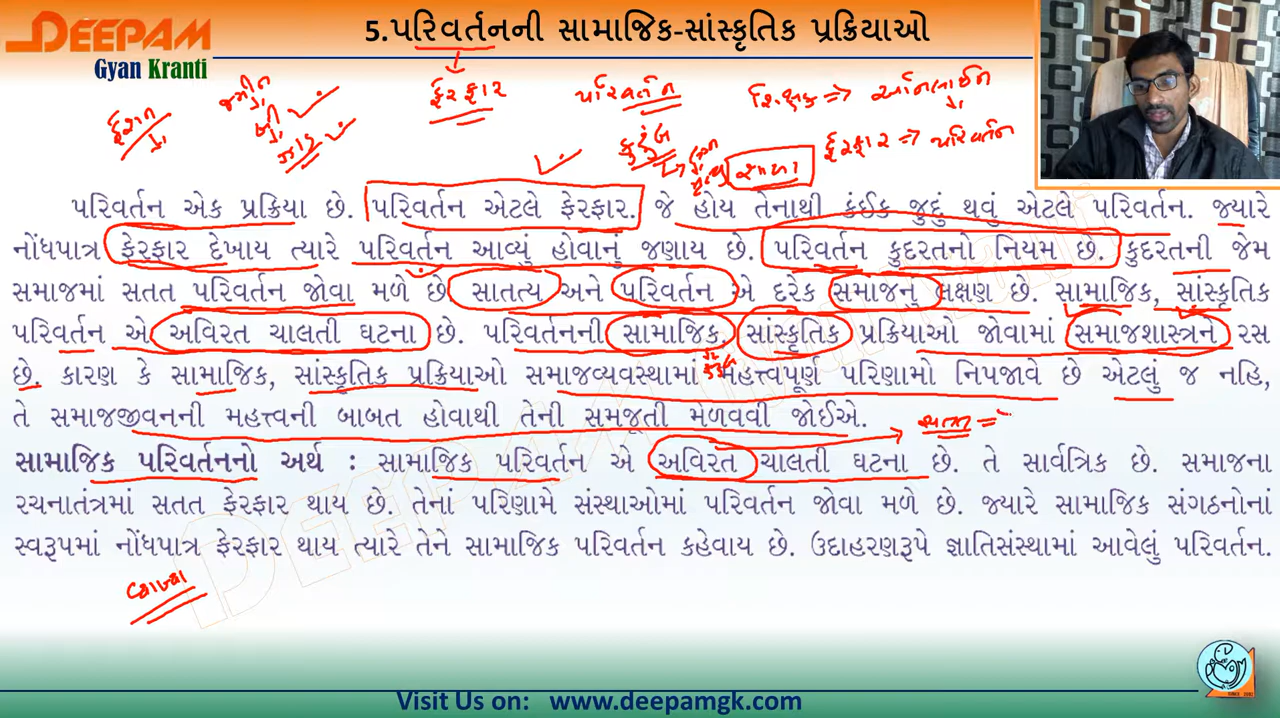 DEEPAM
Gyan Kranti
5.પરિવર્તનની સામાજિક-સાંસ્કૃતિક પ્રક્રિયાઓ
ફેરફાર
પરિવર્તન
શિક્ષક => ઓનલાઈન
ફેશન
જમીન
બી
ઝાડ
કુટુંબ
ફેરફાર => પરિવર્તન
પરિવર્તન એક પ્રક્રિયા છે. પરિવર્તન એટલે ફેરફાર. જે હોય તેનાથી કંઈક જુદું થવું એટલે પરિવર્તન. જ્યારે
નોંધપાત્ર ફેરફાર દેખાય ત્યારે પરિવર્તન આવ્યું હોવાનું જણાય છે. પરિવર્તન કુદરતનો નિયમ છે. કુદરતની જેમ
સમાજમાં સતત પરિવર્તન જોવા મળે છે સાતત્ય અને પરિવર્તન એ દરેક સમાજનું લક્ષણ છે. સામાજિક, સાંસ્કૃતિક
પરિવર્તન એ અવિરત ચાલતી ઘટના છે. પરિવર્તનની સામાજિક, સાંસ્કૃતિક પ્રક્રિયાઓ જોવામાં સમાજશાસ્ત્રને રસ
છે. કારણ કે સામાજિક, સાંસ્કૃતિક પ્રક્રિયાઓ સમાજવ્યવસ્થામાં મહત્ત્વપૂર્ણ પરિણામો નિપજાવે છે એટલું જ નહિ,
તે સમાજજીવનની મહત્ત્વની બાબત હોવાથી તેની સમજૂતી મેળવવી જોઈએ.
સામાજિક પરિવર્તનનો અર્થ : સામાજિક પરિવર્તન એ અવિરત ચાલતી ઘટના છે. તે સાર્વત્રિક છે. સમાજના
રચનાતંત્રમાં સતત ફેરફાર થાય છે. તેનાં પરિણામે સંસ્થાઓમાં પરિવર્તન જોવા મળે છે. જ્યારે સામાજિક સંગઠનોનાં
સ્વરૂપમાં નોંધપાત્ર ફેરફાર થાય ત્યારે તેને સામાજિક પરિવર્તન કહેવાય છે. ઉદાહરણરૂપે જ્ઞાતિસંસ્થામાં આવેલું પરિવર્તન.
Visit Us on: www.deepamgk.com